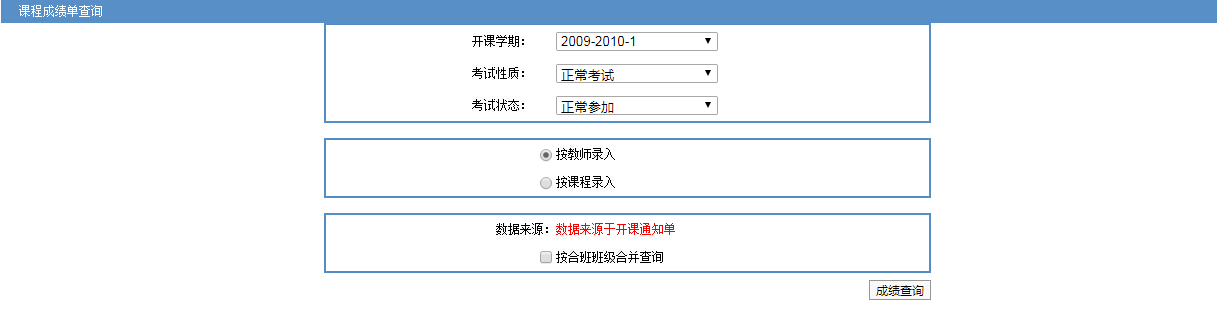 课程成绩单查询
开课学期： 2009-2010-1
考试性质： 正常考试
考试状态： 正常参加
按教师录入
按课程录入
数据来源：数据来源于开课通知单
按合班班级合并查询
成绩查询